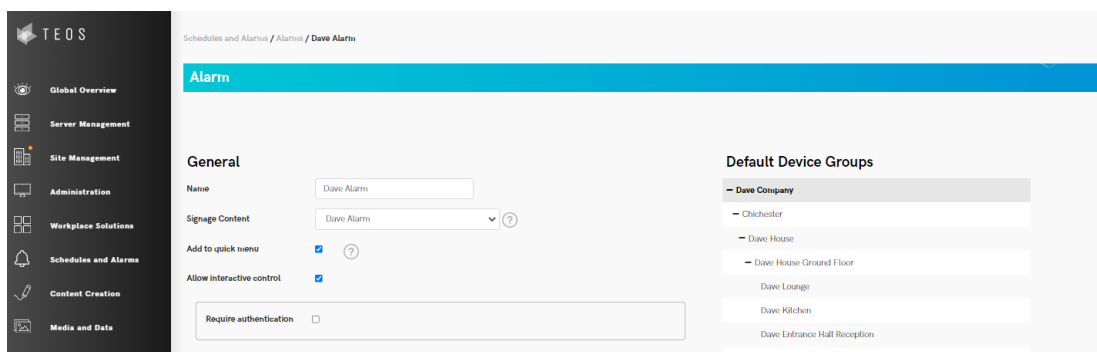 TEOS
Global Overview
Server Management
Site Management
Administration
Workplace Solutions
Schedules and Alarms
Content Creation
Media and Data
Schedules and Alarms / Alarms / Dave Alarm
Alarm
General
Name
Dave Alarm
Signage Content
Dave Alarm
?
Add to quick menu
?
Allow interactive control
Require authentication
Default Device Groups
Dave Company
Chichester
Dave House
Dave House Ground Floor
Dave Lounge
Dave Kitchen
Dave Entrance Hall Reception